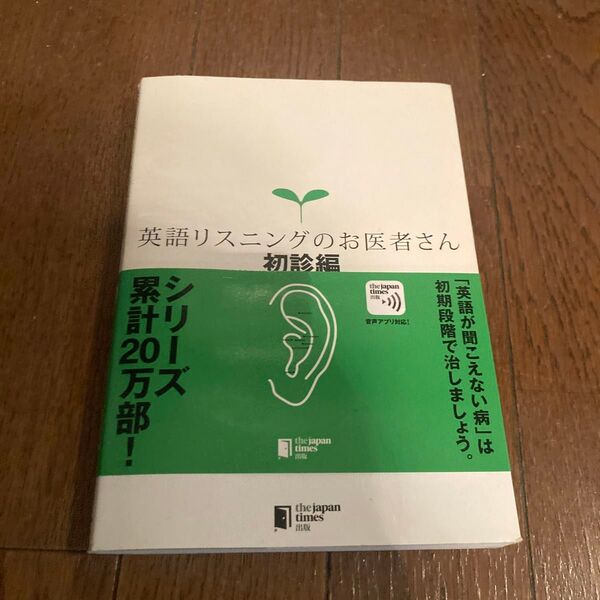 英語リスニングのお医者さん
初診編
「英語が聞こえない病」は
初期段階で治しましょう。
the japan
times
出版
音声アプリ対応!
シリーズ
累計20万部!
the japan
times
出版
the japan
times
出版